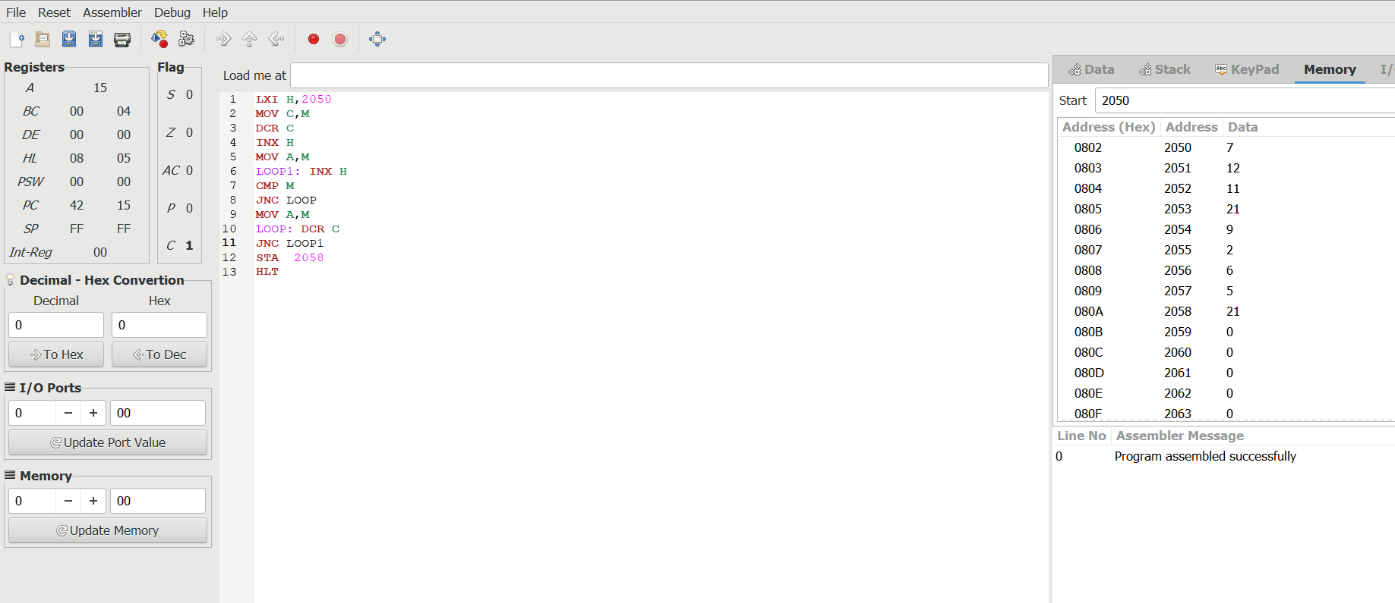 File Reset Assembler Debug Help
Registers
A 15
BC 00 04
DE 00 00
HL 08 05
PSW 00 00
PC 42 15
SP FF FF
Int-Reg 00
Flag
S 0
Z 0
AC 0
P 0
C 1
Decimal - Hex Convertion
Decimal Hex
0 0
To Hex To Dec
I/O Ports
0 − + 00
Update Port Value
Memory
0 − + 00
Update Memory
Load me at
1 LXI H,2050
2 MOV C,M
3 DCR C
4 INX H
5 MOV A,M
6 LOOP1: INX H
7 CMP M
8 JNC LOOP
9 MOV A,M
10 LOOP: DCR C
11 JNC LOOP1
12 STA 2058
13 HLT
Data Stack Abc KeyPad Memory I/
Start 2050
Address (Hex) Address Data
0802 2050 7
0803 2051 12
0804 2052 11
0805 2053 21
0806 2054 9
0807 2055 2
0808 2056 6
0809 2057 5
080A 2058 21
080B 2059 0
080C 2060 0
080D 2061 0
080E 2062 0
080F 2063 0
Line No Assembler Message
0 Program assembled successfully